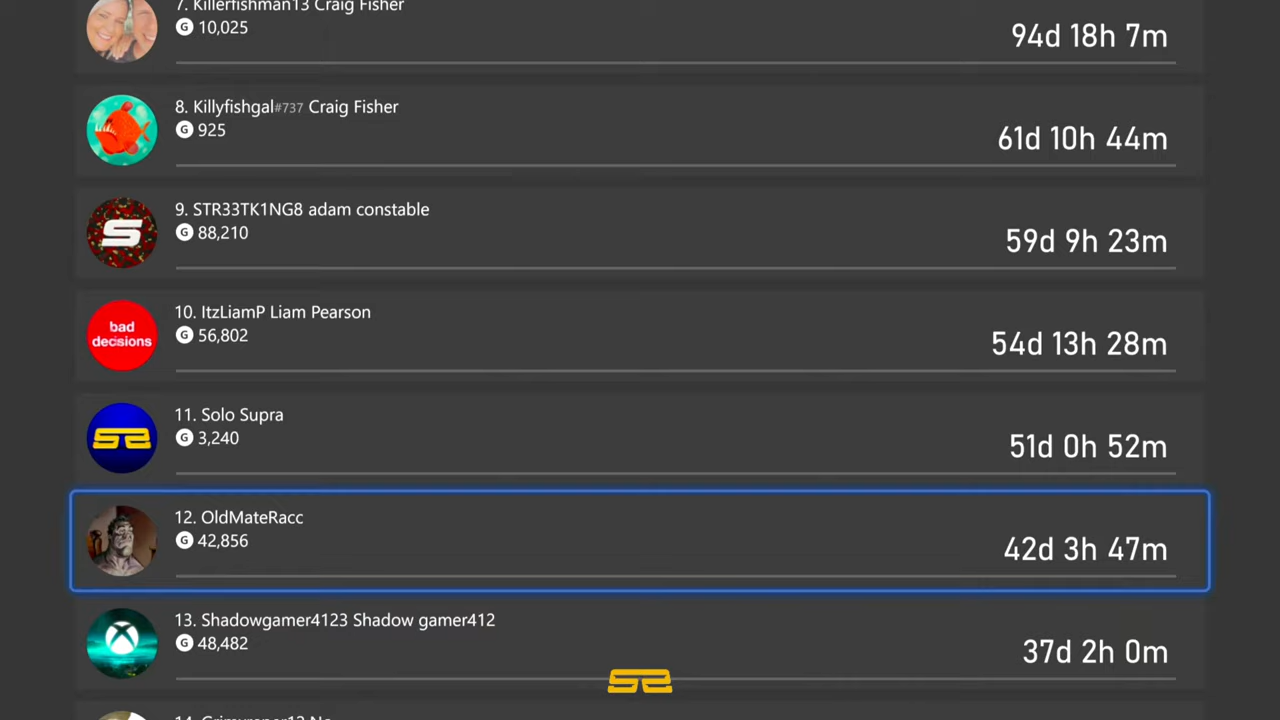 7. Killerfishman13 Craig Fisher
G 10,025
94d 18h 7m
8. Killyfishgal#737 Craig Fisher
G 925
61d 10h 44m
9. STR33TK1NG8 adam constable
S
G 88,210
59d 9h 23m
10. ItzLiamP Liam Pearson
bad
decisions
G 56,802
54d 13h 28m
11. Solo Supra
SS
G 3,240
51d 0h 52m
12. OldMateRacc
G 42,856
42d 3h 47m
13. Shadowgamer4123 Shadow gamer412
G 48,482
37d 2h 0m
SS